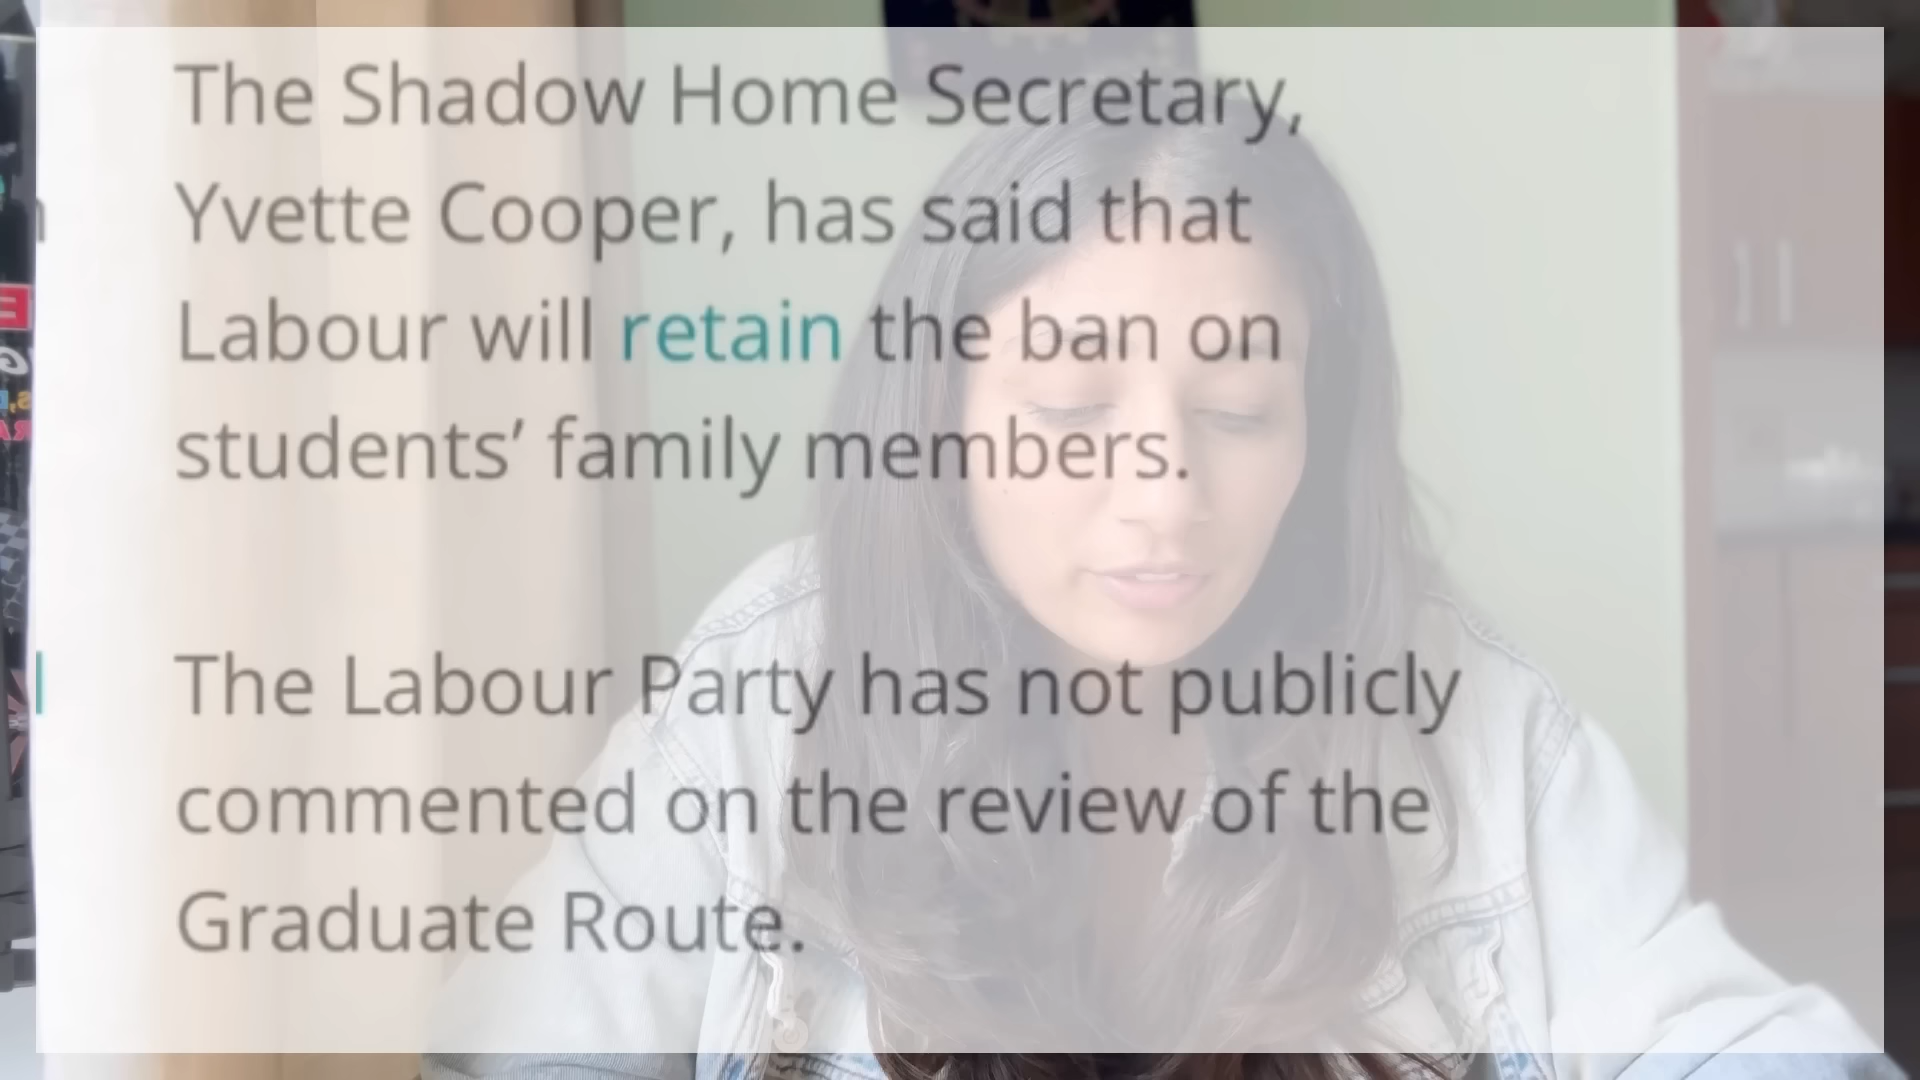 The Shadow Home Secretary,
Yvette Cooper, has said that
Labour will retain the ban on
students’ family members.
The Labour Party has not publicly
commented on the review of the
Graduate Route.